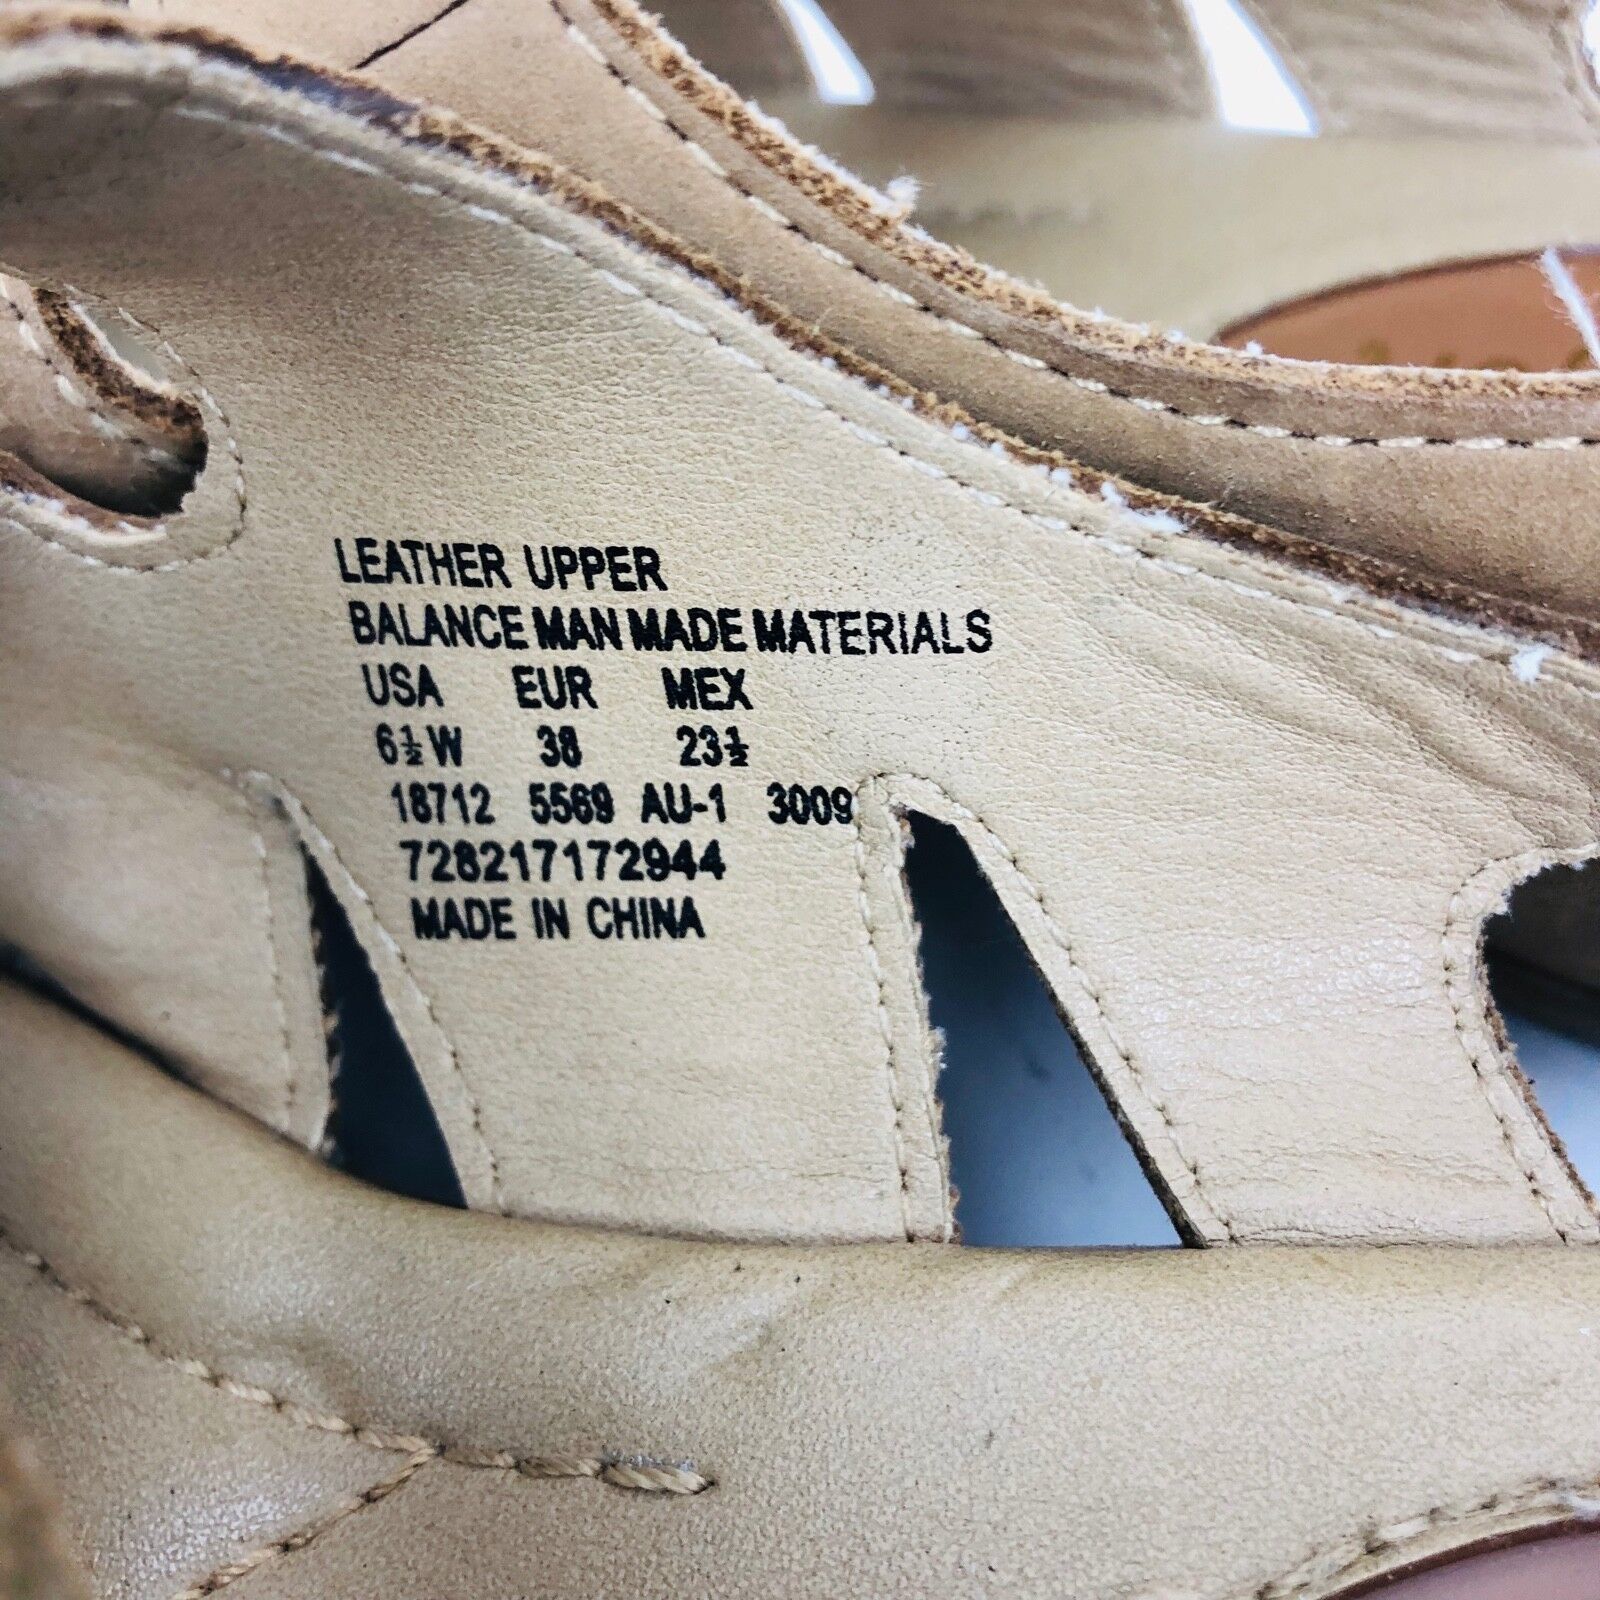 LEATHER UPPER
BALANCE MAN MADE MATERIALS
USA EUR MEX
6½ W 38 23½
18712 5569 AU-1 3009
728217172944
MADE IN CHINA